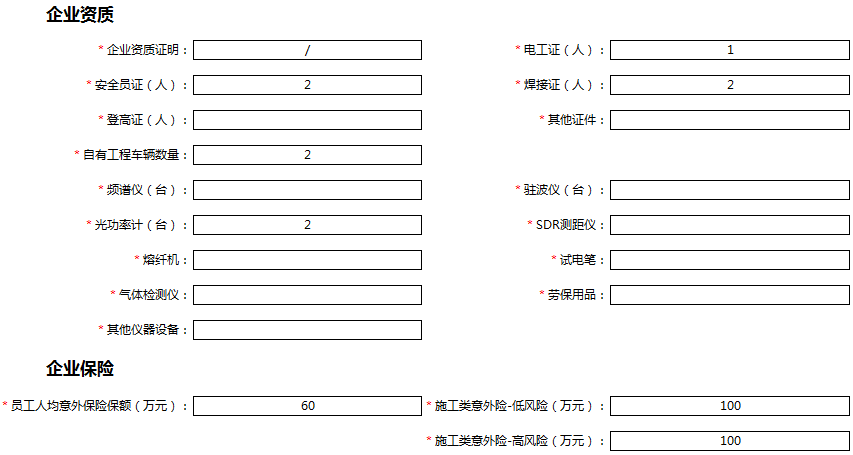 企业资质
* 企业资质证明： / * 电工证（人）： 1
* 安全员证（人）： 2 * 焊接证（人）： 2
* 登高证（人）： * 其他证件：
* 自有工程车辆数量： 2
* 频谱仪（台）： * 驻波仪（台）：
* 光功率计（台）： 2 * SDR测距仪：
* 熔纤机： * 试电笔：
* 气体检测仪： * 劳保用品：
* 其他仪器设备：
企业保险
* 员工人均意外保险保额（万元）： 60 * 施工类意外险-低风险（万元）： 100
* 施工类意外险-高风险（万元）： 100